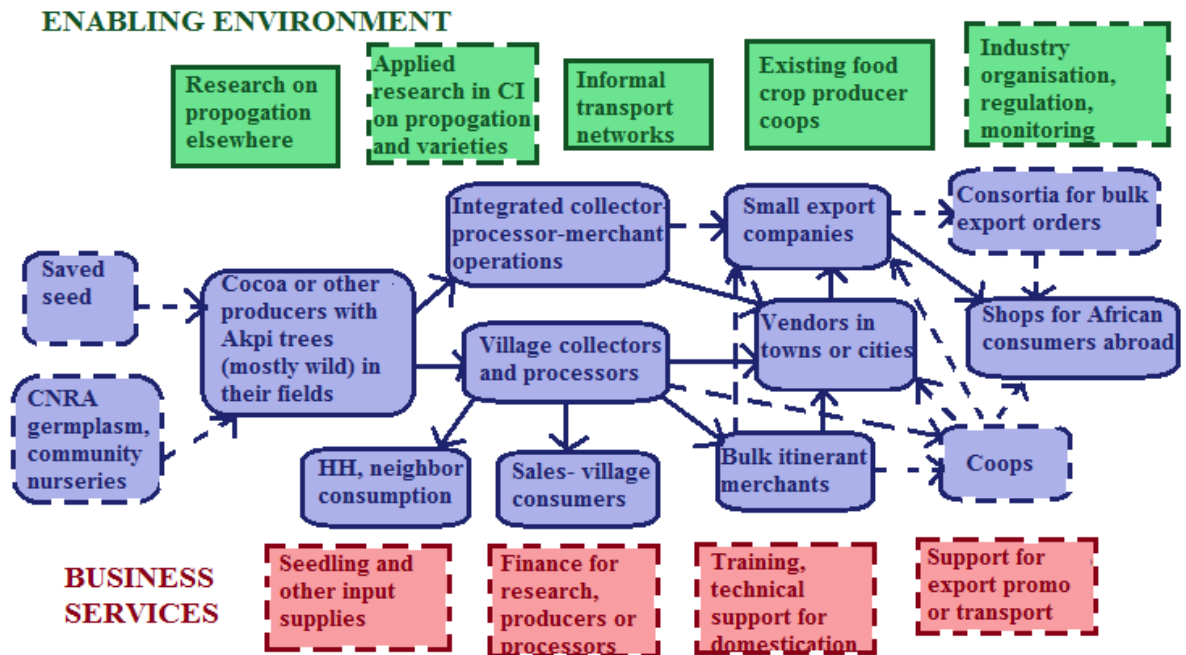 ENABLING ENVIRONMENT
Research on
propogation
elsewhere
Applied
research in CI
on propogation
and varieties
Informal
transport
networks
Existing food
crop producer
coops
Industry
organisation,
regulation,
monitoring
Integrated collector-
processor-merchant
operations
Small export
companies
Consortia for bulk
export orders
Saved
seed
Cocoa or other
producers with
Akpi trees
(mostly wild) in
their fields
Village collectors
and processors
Vendors in
towns or cities
Shops for African
consumers abroad
CNRA
germplasm,
community
nurseries
HH, neighbor
consumption
Sales- village
consumers
Bulk itinerant
merchants
Coops
BUSINESS
SERVICES
Seedling and
other input
supplies
Finance for
research,
producers or
processors
Training,
technical
support for
domestication
Support for
export promo
or transport